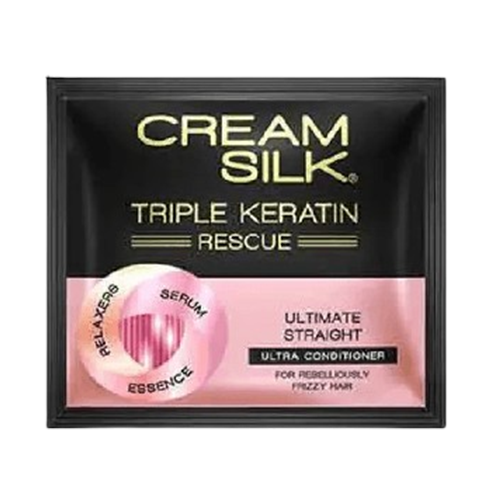 CREAM
SILK®
TRIPLE KERATIN
RESCUE
RELAXERS
SERUM
ESSENCE
ULTIMATE
STRAIGHT
ULTRA CONDITIONER
FOR REBELLIOUSLY
FRIZZY HAIR